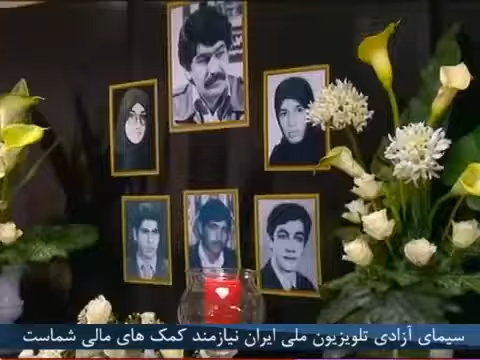 سیمای آزادی تلویزیون ملی ایران نیازمند کمک های مالی شماست